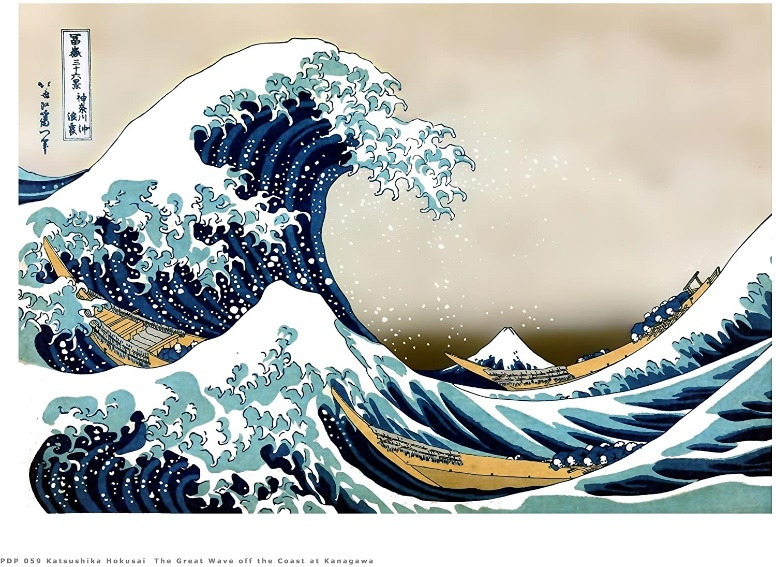 冨嶽三十六景
神奈川沖
浪裏
PDP 059 Katsushika Hokusai The Great Wave off the Coast at Kanagawa